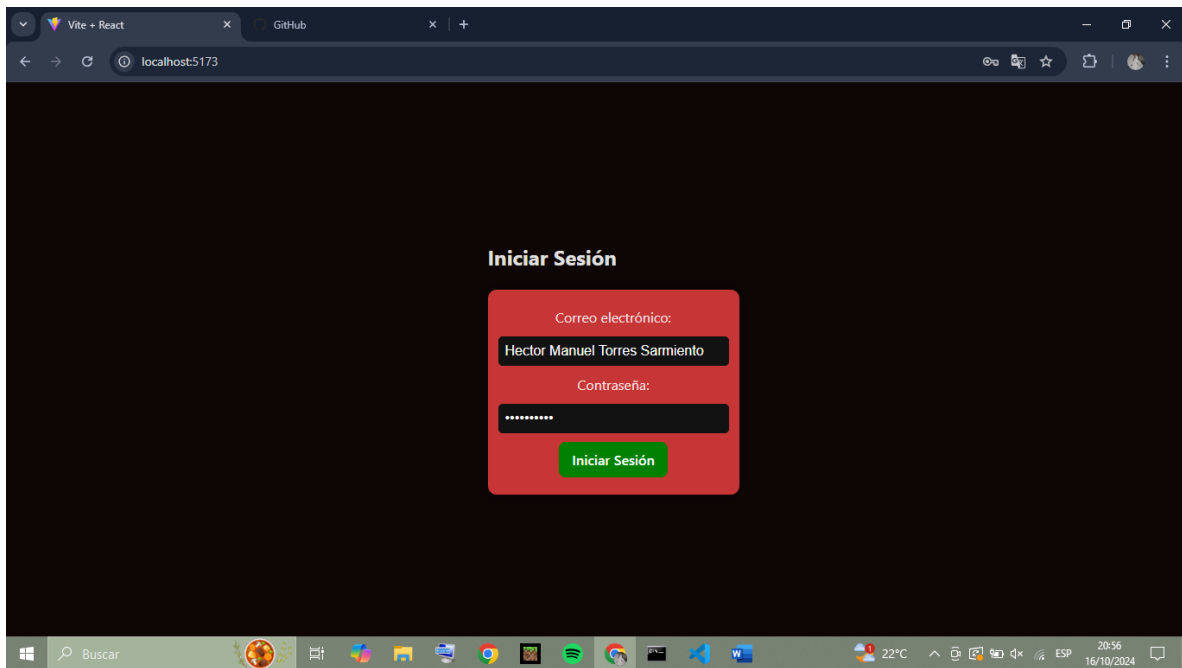 Vite + React
GitHub
localhost:5173
Iniciar Sesión
Correo electrónico:
Hector Manuel Torres Sarmiento
Contraseña:
••••••••••
Iniciar Sesión
Buscar
22°C
ESP
20:56
16/10/2024